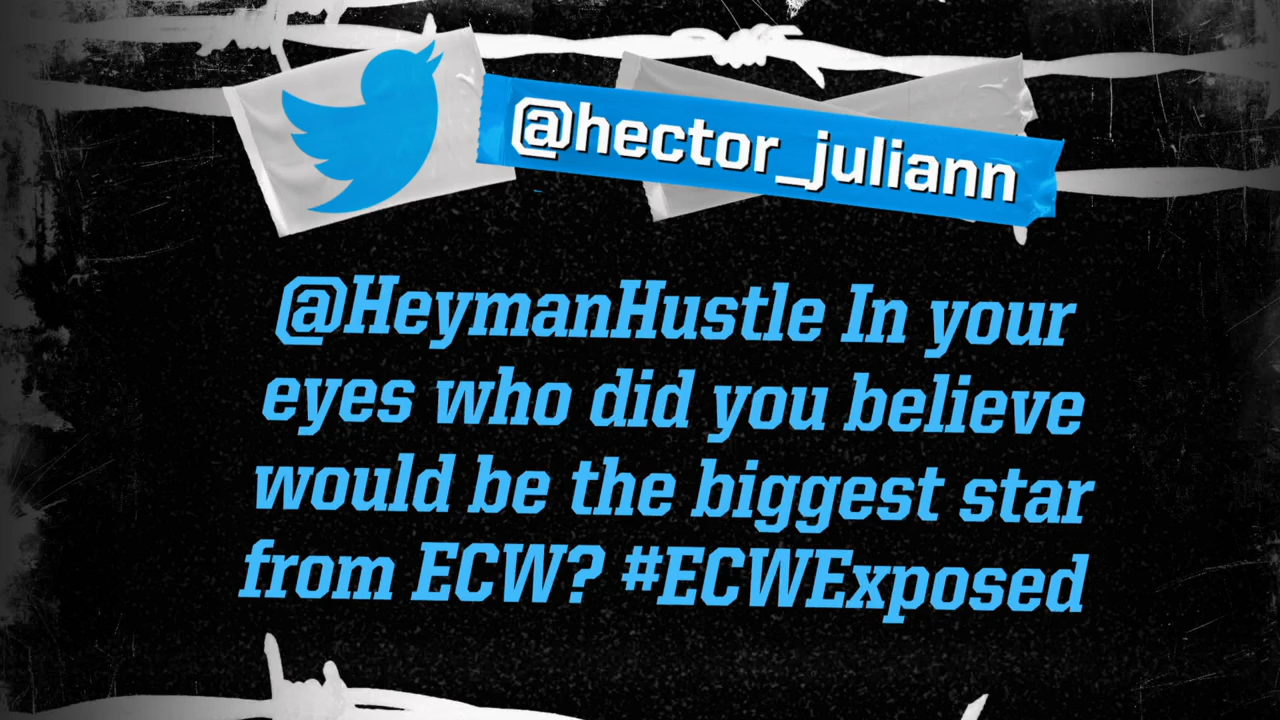 @hector_juliann
@HeymanHustle In your
eyes who did you believe
would be the biggest star
from ECW? #ECWExposed